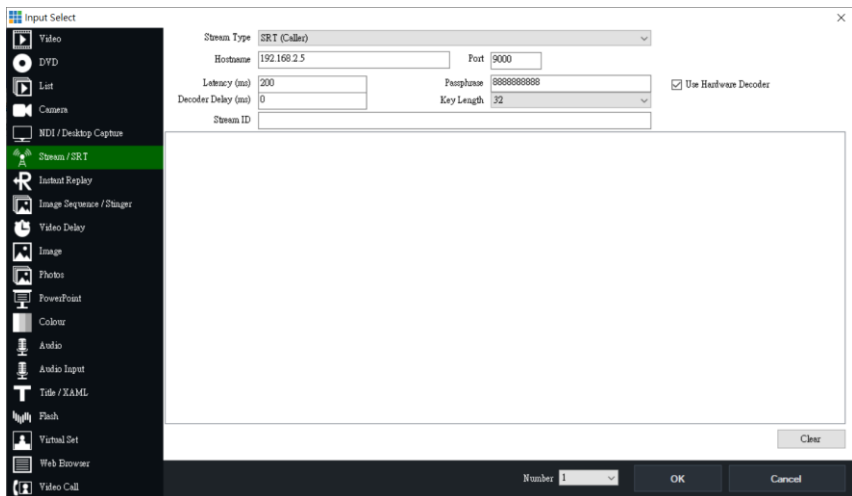 Input Select
Video
DVD
List
Camera
NDI / Desktop Capture
Stream / SRT
Instant Replay
Image Sequence / Stinger
Video Delay
Image
Photos
PowerPoint
Colour
Audio
Audio Input
Title / XAML
Flash
Virtual Set
Web Browser
Video Call
Stream Type SRT (Caller)
Hostname 192.168.2.5 Port 9000
Latency (ms) 200 Passphrase 8888888888 Use Hardware Decoder
Decoder Delay (ms) 0 Key Length 32
Stream ID
Clear
Number 1 OK Cancel